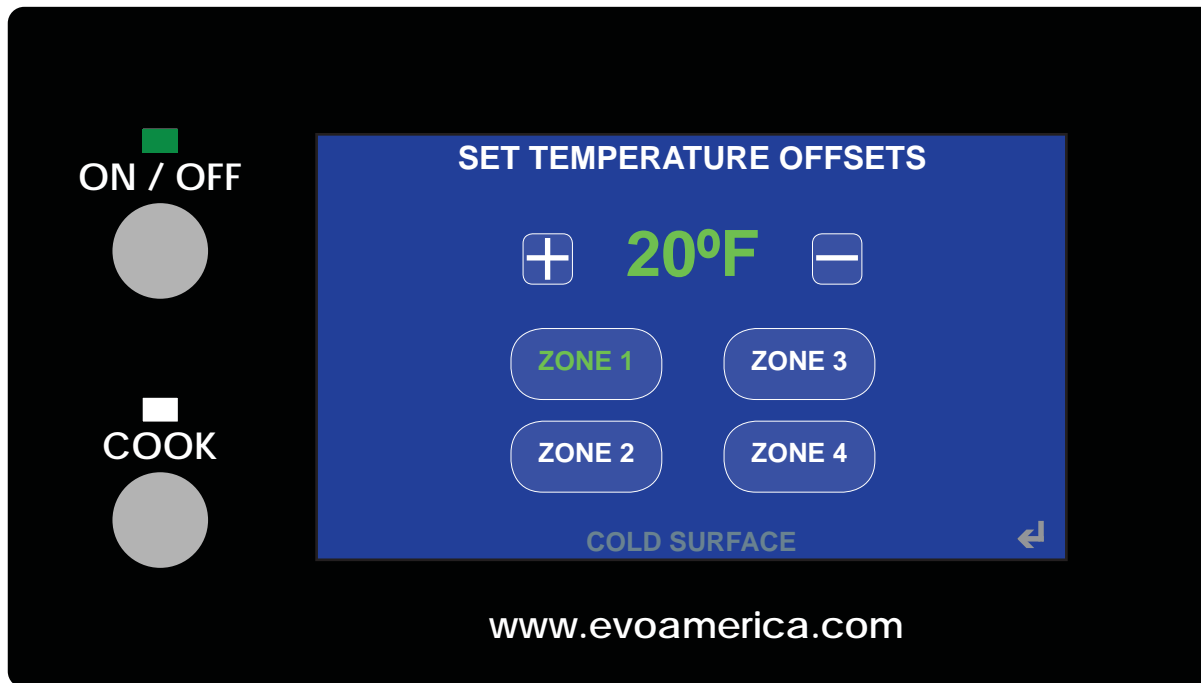 ON / OFF
SET TEMPERATURE OFFSETS
20ºF
ZONE 1
ZONE 3
COOK
ZONE 2
ZONE 4
COLD SURFACE
www.evoamerica.com